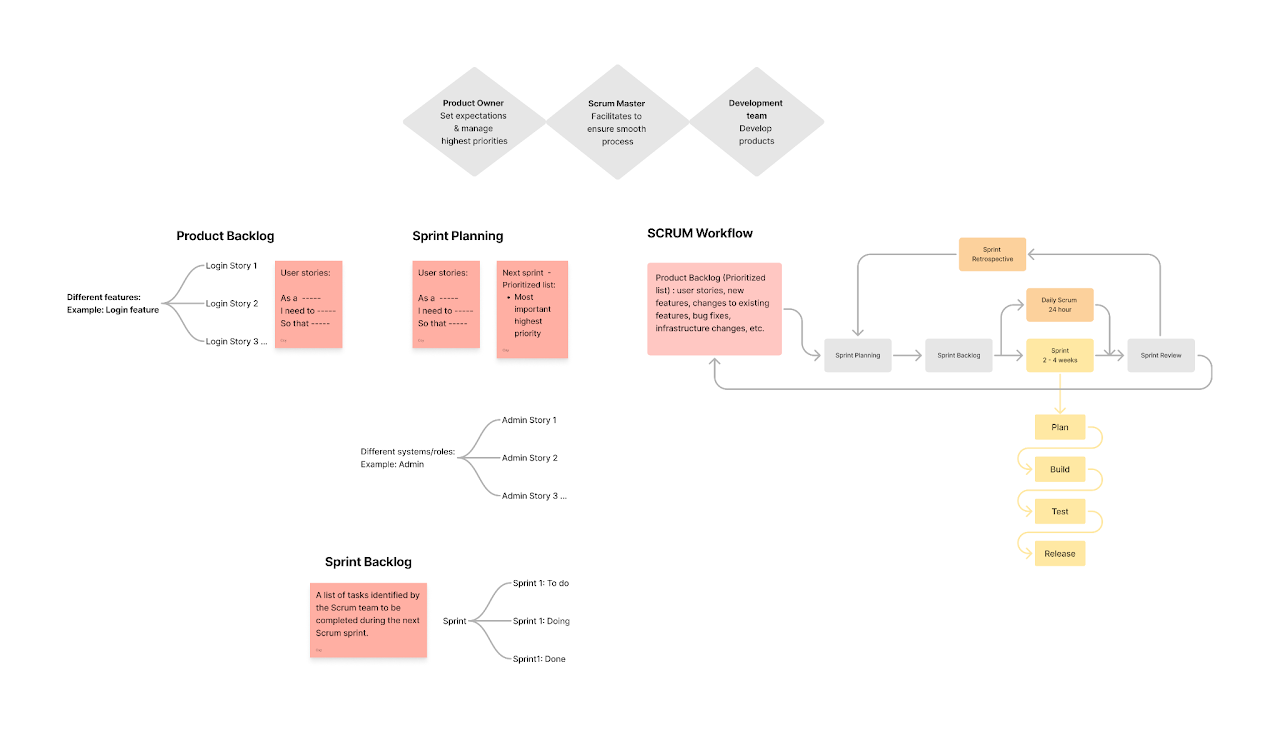 Product Owner
Set expectations
& manage
highest priorities
Scrum Master
Facilitates to
ensure smooth
process
Development
team
Develop
products
Product Backlog
Different features:
Example: Login feature
Login Story 1
Login Story 2
Login Story 3 ...
User stories:
As a -----
I need to -----
So that -----
Sprint Planning
User stories:
As a -----
I need to -----
So that -----
Next sprint -
Prioritized list:
• Most
important
highest
priority
Different systems/roles:
Example: Admin
Admin Story 1
Admin Story 2
Admin Story 3 ...
Sprint Backlog
A list of tasks identified by
the Scrum team to be
completed during the next
Scrum sprint.
Sprint
Sprint 1: To do
Sprint 1: Doing
Sprint1: Done
SCRUM Workflow
Product Backlog (Prioritized
list) : user stories, new
features, changes to existing
features, bug fixes,
infrastructure changes, etc.
Sprint
Retrospective
Daily Scrum
24 hour
Sprint Planning
Sprint Backlog
Sprint
2 - 4 weeks
Sprint Review
Plan
Build
Test
Release